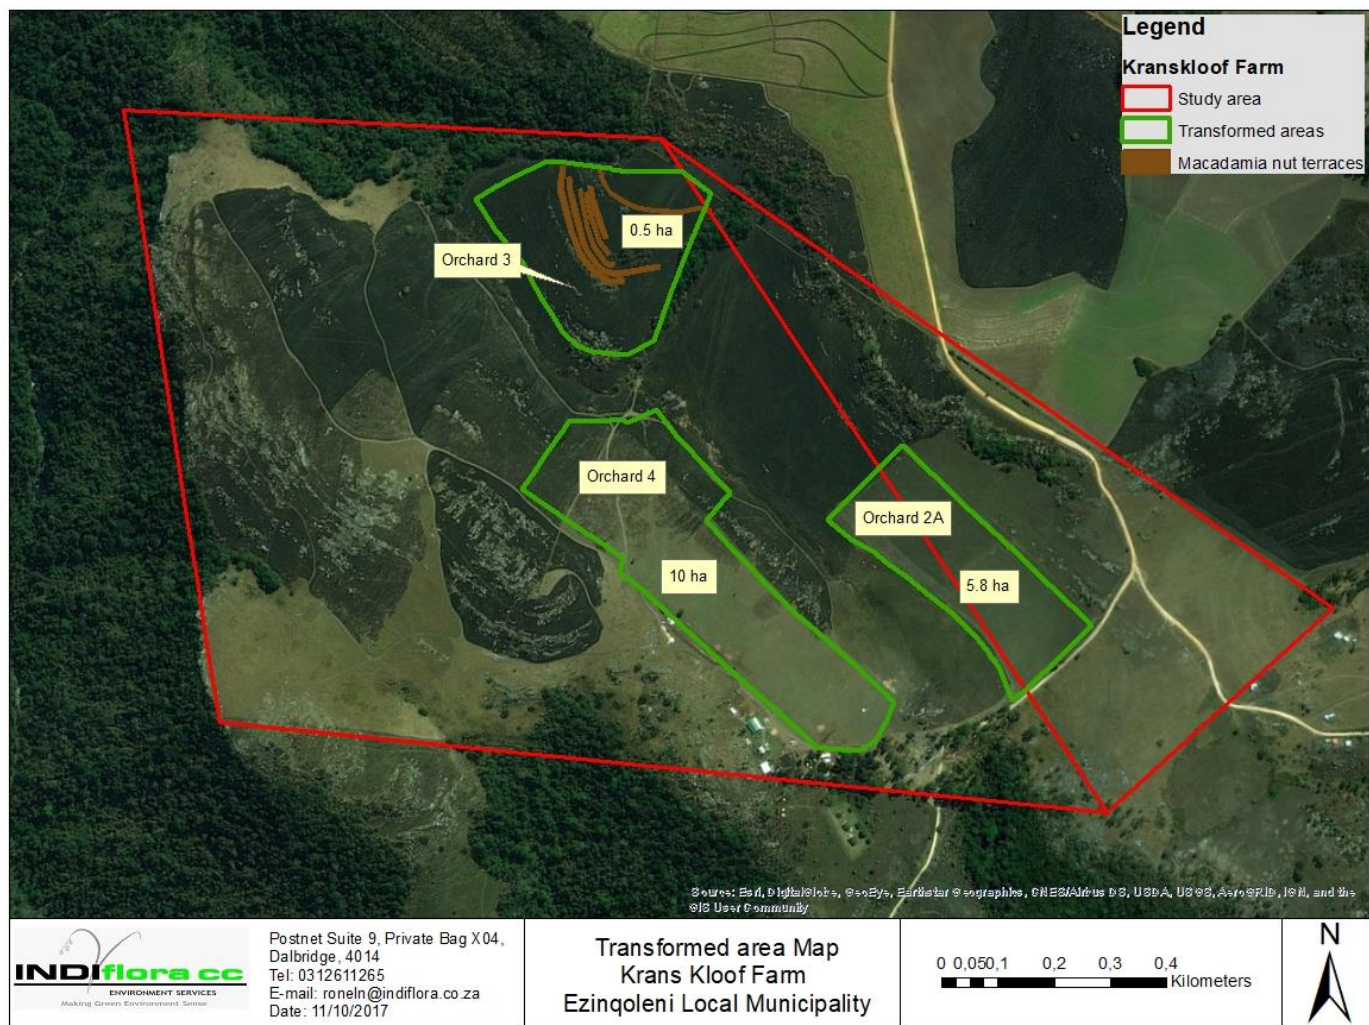 Legend
Kranskloof Farm
Study area
Transformed areas
Macadamia nut terraces
0.5 ha
Orchard 3
Orchard 4
Orchard 2A
10 ha
5.8 ha
Source: Esri, DigitalGlobe, GeoEye, Earthstar Geographics, CNES/Airbus DS, USDA, USGS, AeroGRID, IGN, and the
GIS User Community
INDIflora cc
ENVIRONMENT SERVICES
Making Green Environment Sense
Postnet Suite 9, Private Bag X04,
Dalbridge, 4014
Tel: 0312611265
E-mail: roneln@indiflora.co.za
Date: 11/10/2017
Transformed area Map
Krans Kloof Farm
Ezinqoleni Local Municipality
0 0,050,1 0,2 0,3 0,4
Kilometers
N